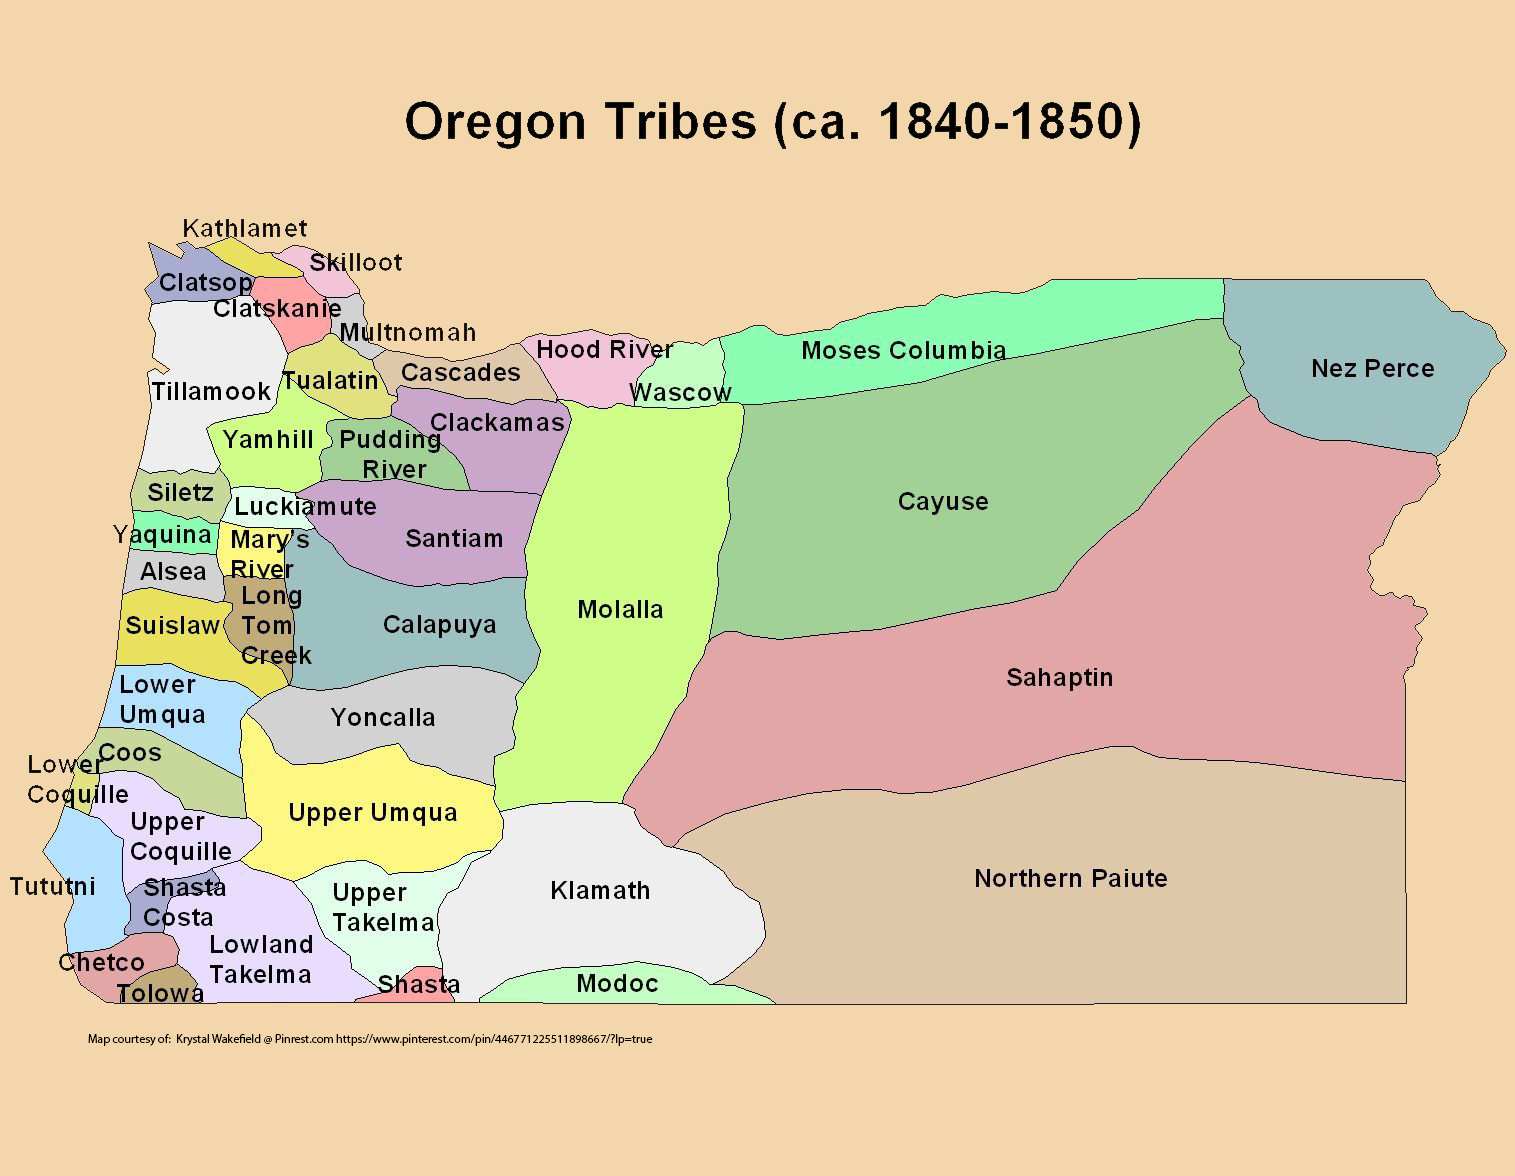 Oregon Tribes (ca. 1840-1850)
Kathlamet
Skilloot
Clatsop
Clatskanie
Multnomah
Hood River
Moses Columbia
Nez Perce
Cascades
Tualatin
Tillamook
Wascow
Clackamas
Yamhill
Pudding
River
Siletz
Luckiamute
Cayuse
Yaquina
Mary's
River
Santiam
Alsea
Long
Tom
Creek
Molalla
Suislaw
Calapuya
Sahaptin
Lower
Umqua
Yoncalla
Coos
Lower
Coquille
Upper Umqua
Upper
Coquille
Tututni
Shasta
Costa
Upper
Takelma
Klamath
Northern Paiute
Lowland
Takelma
Chetco
Tolowa
Shasta
Modoc
Map courtesy of: Krystal Wakefield @ Pinrest.com https://www.pinterest.com/pin/446771225511898667/?lp=true